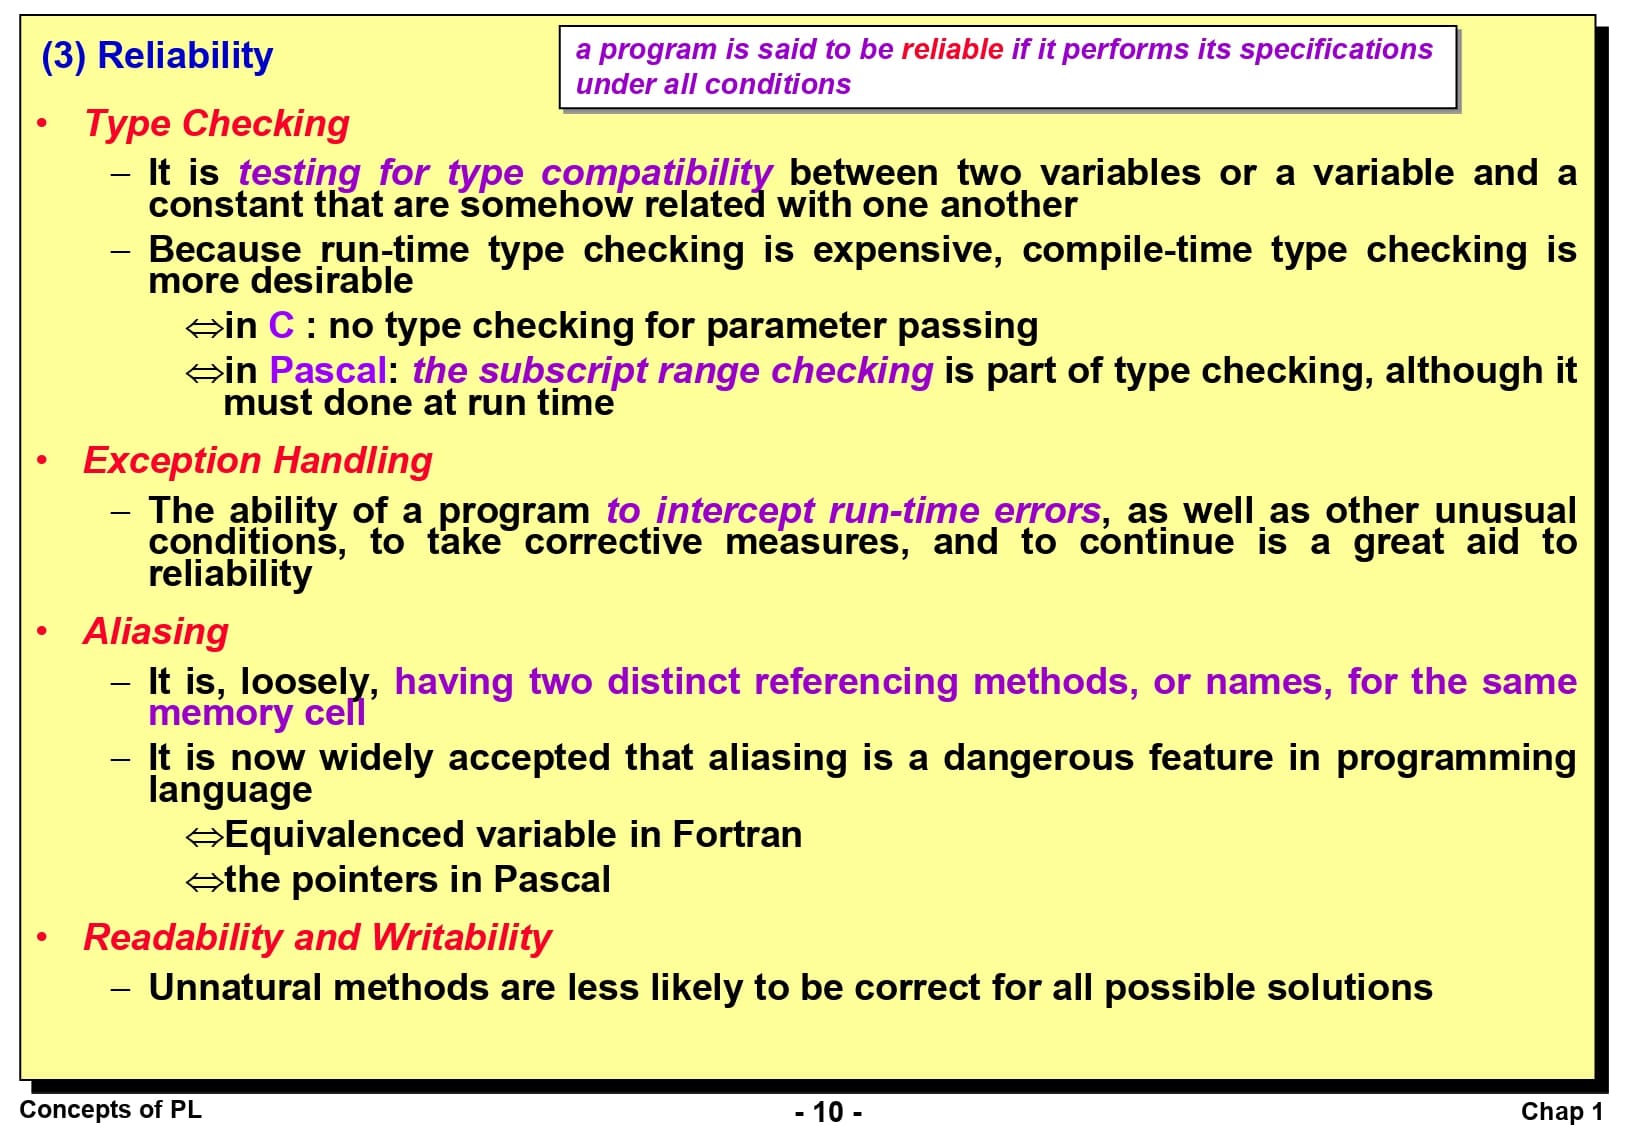 (3) Reliability
a program is said to be reliable if it performs its specifications
under all conditions
• Type Checking
– It is testing for type compatibility between two variables or a variable and a
constant that are somehow related with one another
– Because run-time type checking is expensive, compile-time type checking is
more desirable
⇔in C : no type checking for parameter passing
⇔in Pascal: the subscript range checking is part of type checking, although it
must done at run time
• Exception Handling
– The ability of a program to intercept run-time errors, as well as other unusual
conditions, to take corrective measures, and to continue is a great aid to
reliability
• Aliasing
– It is, loosely, having two distinct referencing methods, or names, for the same
memory cell
– It is now widely accepted that aliasing is a dangerous feature in programming
language
⇔Equivalenced variable in Fortran
⇔the pointers in Pascal
• Readability and Writability
– Unnatural methods are less likely to be correct for all possible solutions
Concepts of PL
- 10 -
Chap 1